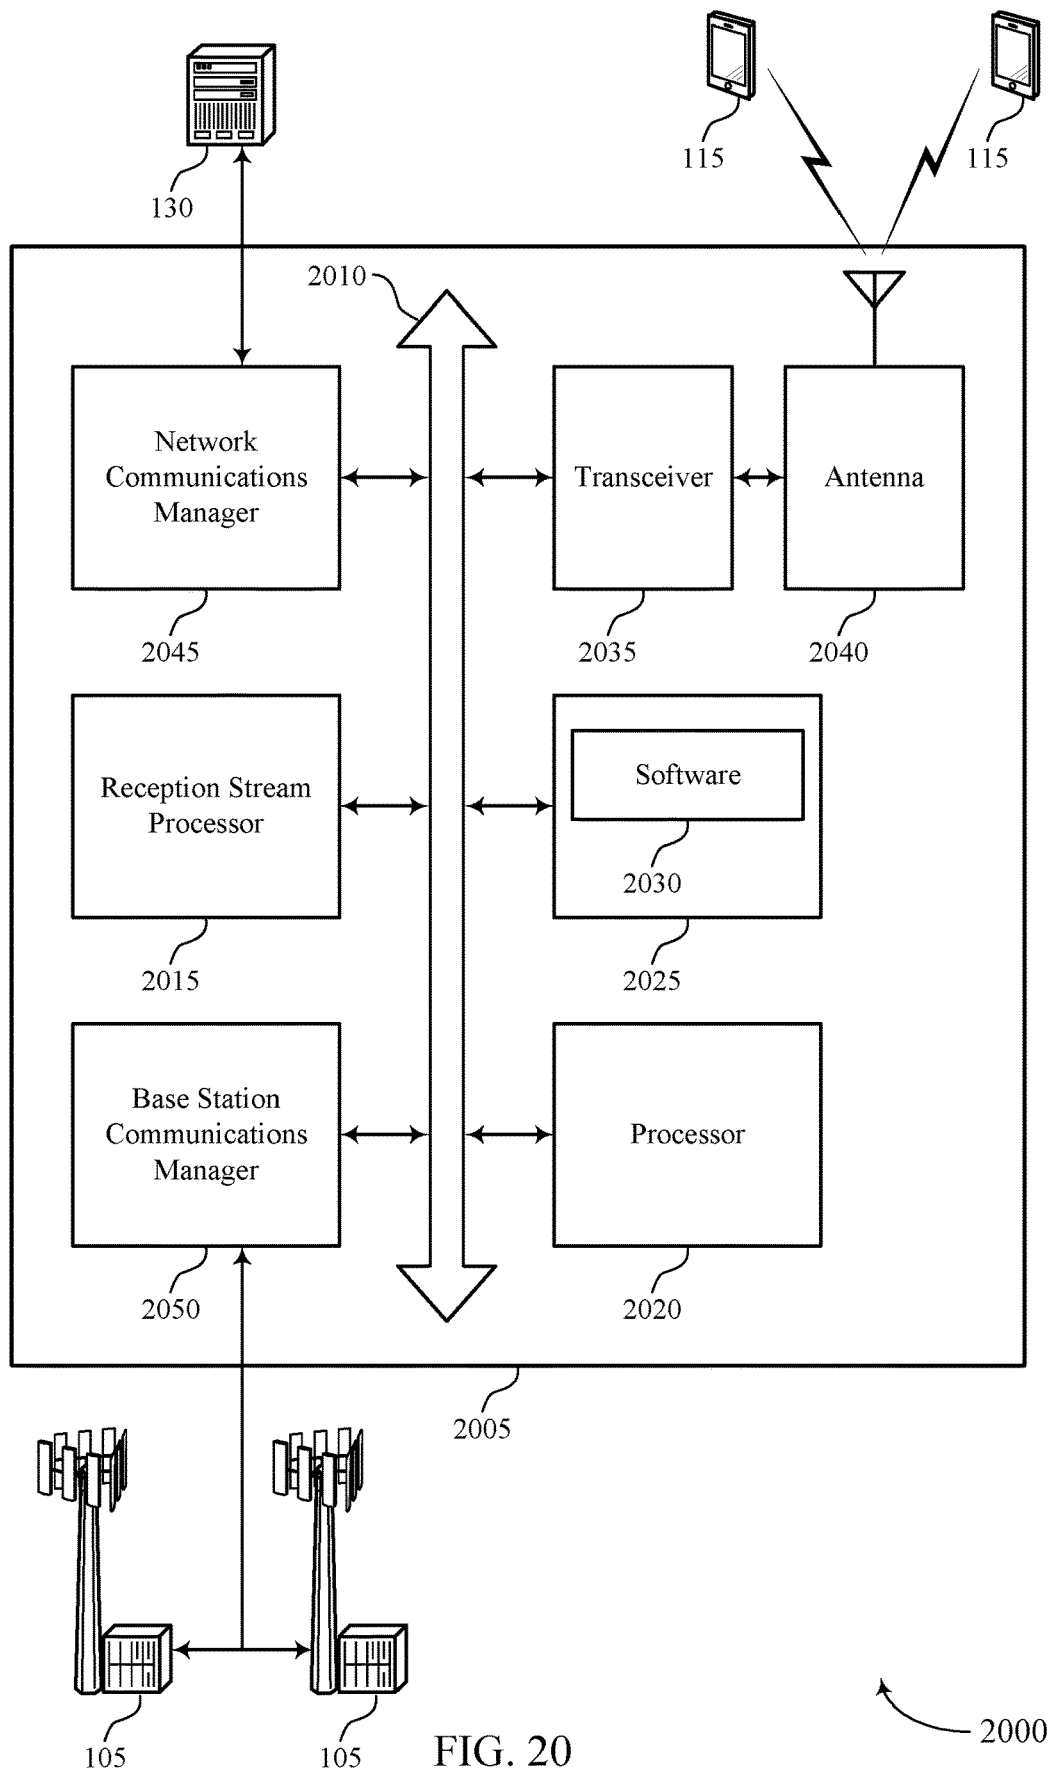 115
115
130
2010
Network
Communications
Manager
Transceiver
Antenna
2045
2035
2040
Reception Stream
Processor
Software
2030
2015
2025
Base Station
Communications
Manager
Processor
2050
2020
2005
105
105
FIG. 20
2000